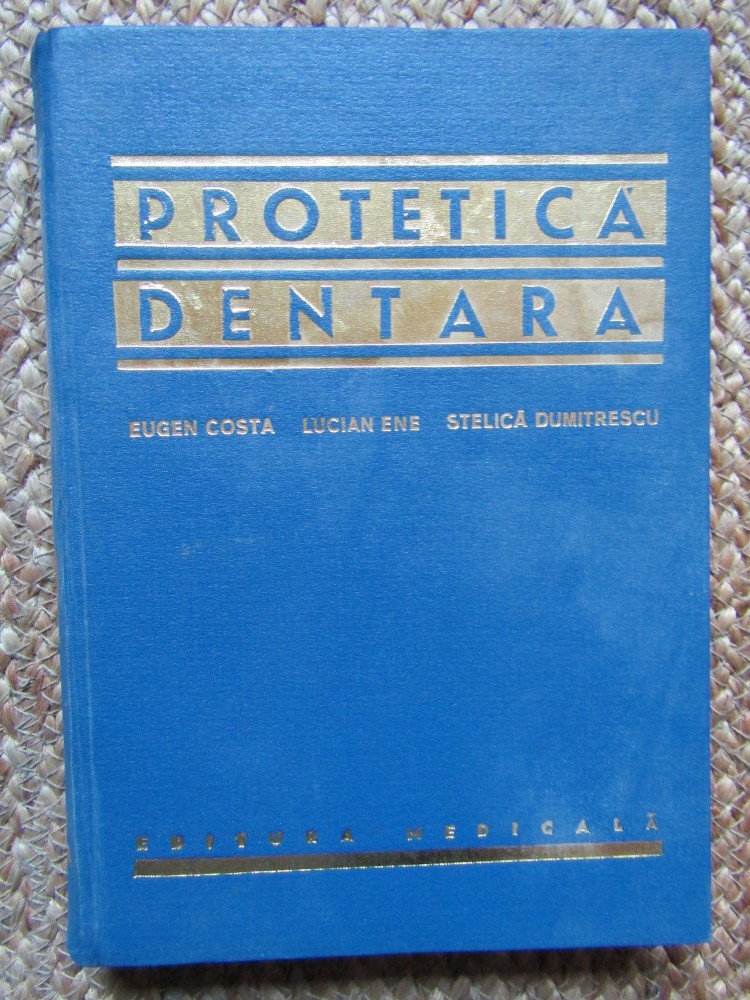 PROTETICĂ
DENTARA
EUGEN COSTA LUCIAN ENE STELICĂ DUMITRESCU
EDITURA MEDICALĂ